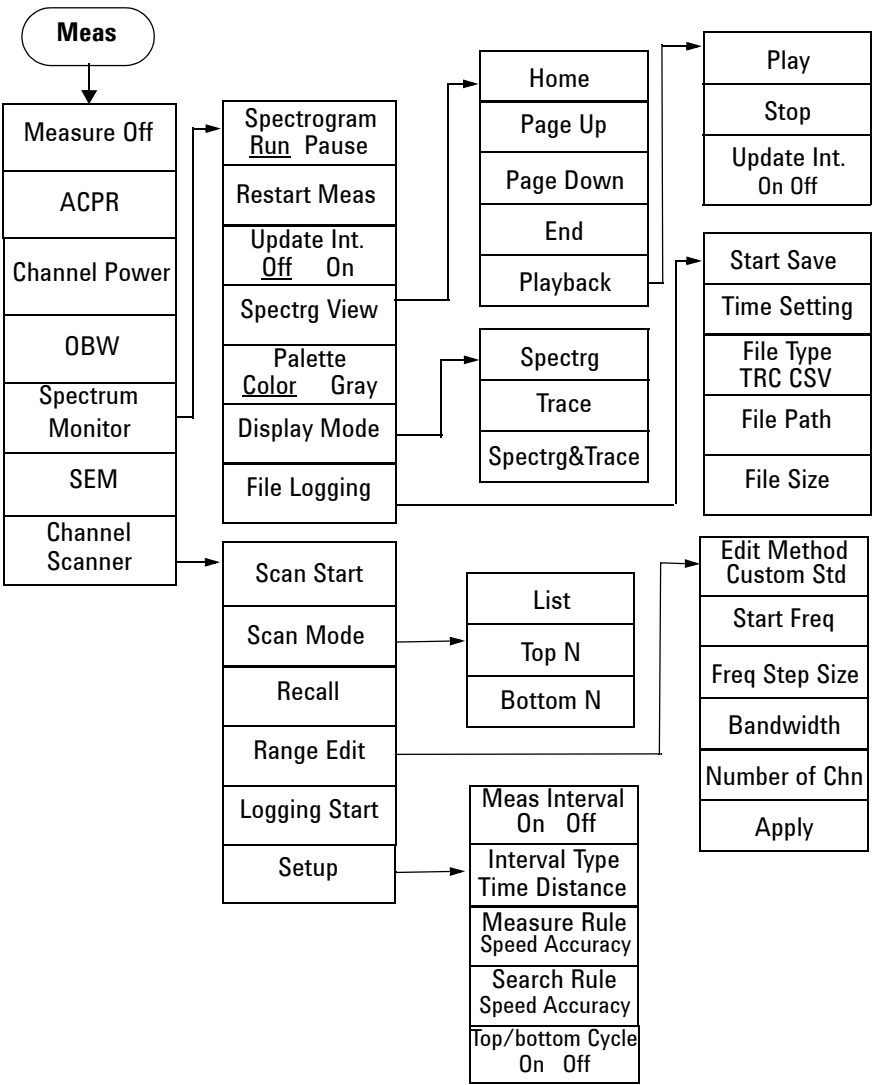 Meas
Measure Off
ACPR
Channel Power
OBW
Spectrum
Monitor
SEM
Channel
Scanner
Spectrogram
Run Pause
Restart Meas
Update Int.
Off On
Spectrg View
Palette
Color Gray
Display Mode
File Logging
Home
Page Up
Page Down
End
Playback
Play
Stop
Update Int.
On Off
Spectrg
Trace
Spectrg&Trace
Start Save
Time Setting
File Type
TRC CSV
File Path
File Size
Scan Start
Scan Mode
Recall
Range Edit
Logging Start
Setup
List
Top N
Bottom N
Edit Method
Custom Std
Start Freq
Freq Step Size
Bandwidth
Number of Chn
Apply
Meas Interval
On Off
Interval Type
Time Distance
Measure Rule
Speed Accuracy
Search Rule
Speed Accuracy
Top/bottom Cycle
On Off